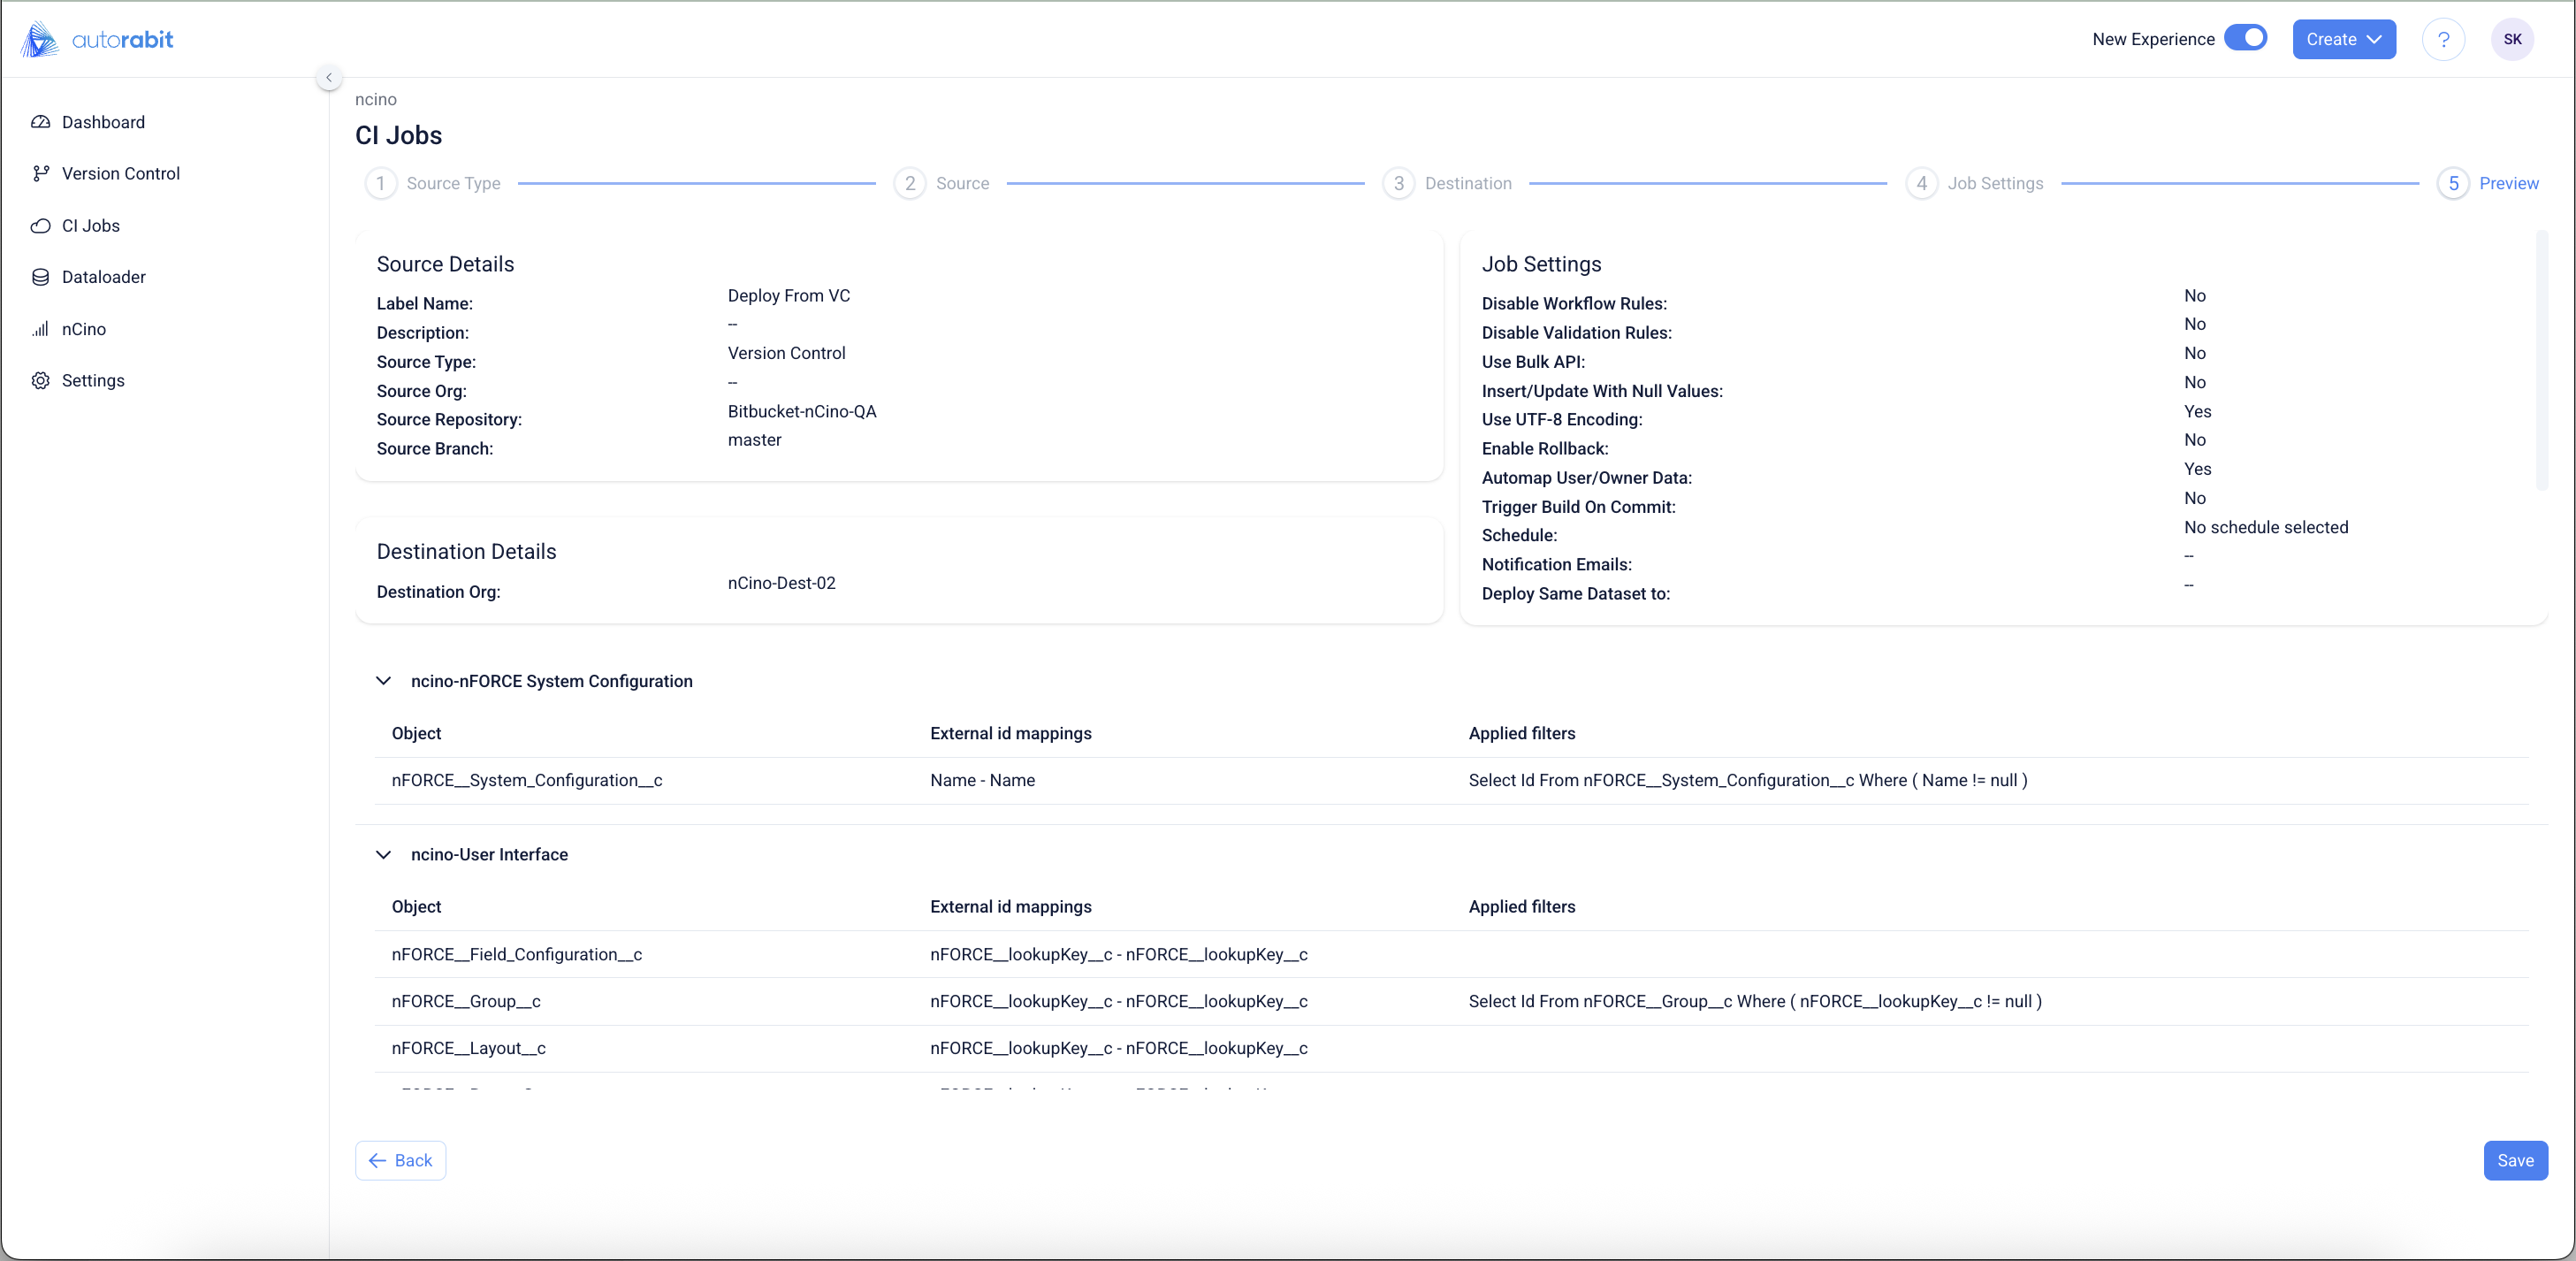 autorabit
New Experience
Create
?
SK
Dashboard
Version Control
CI Jobs
Dataloader
nCino
Settings
ncino
CI Jobs
1 Source Type
2 Source
3 Destination
4 Job Settings
5 Preview
Source Details
Label Name: Deploy From VC
Description: --
Source Type: Version Control
Source Org: --
Source Repository: Bitbucket-nCino-QA
Source Branch: master
Destination Details
Destination Org: nCino-Dest-02
Job Settings
Disable Workflow Rules: No
Disable Validation Rules: No
Use Bulk API: No
Insert/Update With Null Values: No
Use UTF-8 Encoding: Yes
Enable Rollback: No
Automap User/Owner Data: Yes
Trigger Build On Commit: No
Schedule: No schedule selected
Notification Emails: --
Deploy Same Dataset to: --
ncino-nFORCE System Configuration
Object External id mappings Applied filters
nFORCE__System_Configuration__c Name - Name Select Id From nFORCE__System_Configuration__c Where ( Name != null )
ncino-User Interface
Object External id mappings Applied filters
nFORCE__Field_Configuration__c nFORCE__lookupKey__c - nFORCE__lookupKey__c
nFORCE__Group__c nFORCE__lookupKey__c - nFORCE__lookupKey__c Select Id From nFORCE__Group__c Where ( nFORCE__lookupKey__c != null )
nFORCE__Layout__c nFORCE__lookupKey__c - nFORCE__lookupKey__c
Back
Save